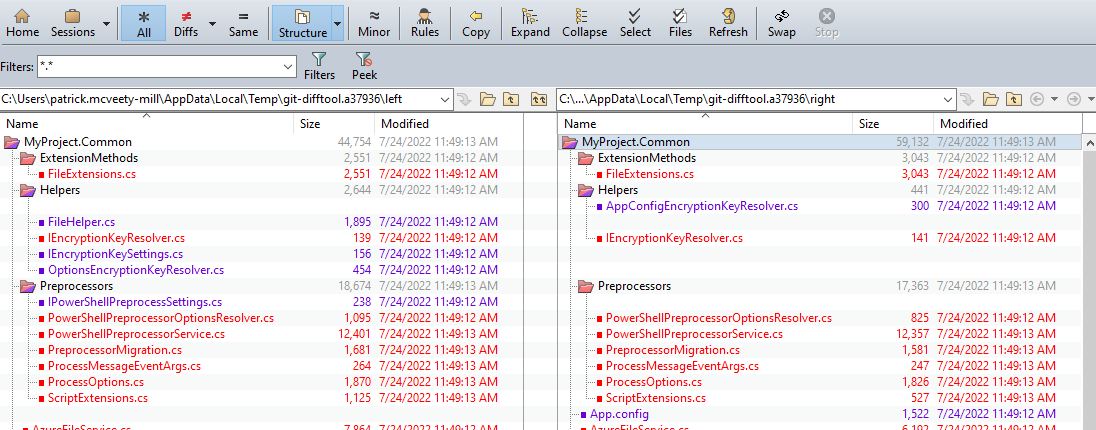 Home Sessions All Diffs Same Structure Minor Rules Copy Expand Collapse Select Files Refresh Swap Stop
Filters: *.* Filters Peek
C:\Users\patrick.mcveety-mill\AppData\Local\Temp\git-difftool.a37936\left C:\...\AppData\Local\Temp\git-difftool.a37936\right
Name Size Modified Name Size Modified
MyProject.Common 44,754 7/24/2022 11:49:13 AM MyProject.Common 59,132 7/24/2022 11:49:13 AM
ExtensionMethods 2,551 7/24/2022 11:49:12 AM ExtensionMethods 3,043 7/24/2022 11:49:13 AM
FileExtensions.cs 2,551 7/24/2022 11:49:12 AM FileExtensions.cs 3,043 7/24/2022 11:49:13 AM
Helpers 2,644 7/24/2022 11:49:12 AM Helpers 441 7/24/2022 11:49:12 AM
AppConfigEncryptionKeyResolver.cs 300 7/24/2022 11:49:12 AM
FileHelper.cs 1,895 7/24/2022 11:49:12 AM
IEncryptionKeyResolver.cs 139 7/24/2022 11:49:12 AM IEncryptionKeyResolver.cs 141 7/24/2022 11:49:12 AM
IEncryptionKeySettings.cs 156 7/24/2022 11:49:12 AM
OptionsEncryptionKeyResolver.cs 454 7/24/2022 11:49:12 AM
Preprocessors 18,674 7/24/2022 11:49:13 AM Preprocessors 17,363 7/24/2022 11:49:13 AM
IPowerShellPreprocessSettings.cs 238 7/24/2022 11:49:12 AM
PowerShellPreprocessorOptionsResolver.cs 1,095 7/24/2022 11:49:12 AM PowerShellPreprocessorOptionsResolver.cs 825 7/24/2022 11:49:12 AM
PowerShellPreprocessorService.cs 12,401 7/24/2022 11:49:13 AM PowerShellPreprocessorService.cs 12,357 7/24/2022 11:49:13 AM
PreprocessorMigration.cs 1,681 7/24/2022 11:49:13 AM PreprocessorMigration.cs 1,581 7/24/2022 11:49:13 AM
ProcessMessageEventArgs.cs 264 7/24/2022 11:49:13 AM ProcessMessageEventArgs.cs 247 7/24/2022 11:49:13 AM
ProcessOptions.cs 1,870 7/24/2022 11:49:13 AM ProcessOptions.cs 1,826 7/24/2022 11:49:13 AM
ScriptExtensions.cs 1,125 7/24/2022 11:49:13 AM ScriptExtensions.cs 527 7/24/2022 11:49:13 AM
App.config 1,522 7/24/2022 11:49:12 AM
AzureFileService.cs 7,864 7/24/2022 11:49:12 AM AzureFileService.cs 6,192 7/24/2022 11:49:12 AM